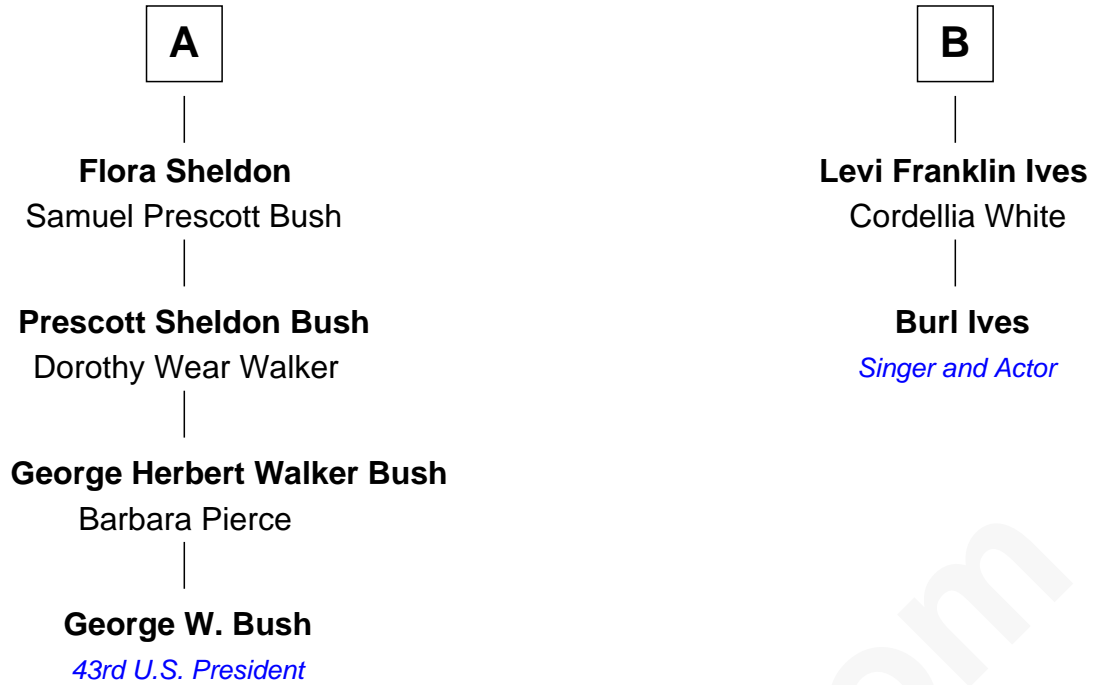 A
Flora Sheldon
Samuel Prescott Bush
Prescott Sheldon Bush
Dorothy Wear Walker
George Herbert Walker Bush
Barbara Pierce
George W. Bush
43rd U.S. President
B
Levi Franklin Ives
Cordellia White
Burl Ives
Singer and Actor
om